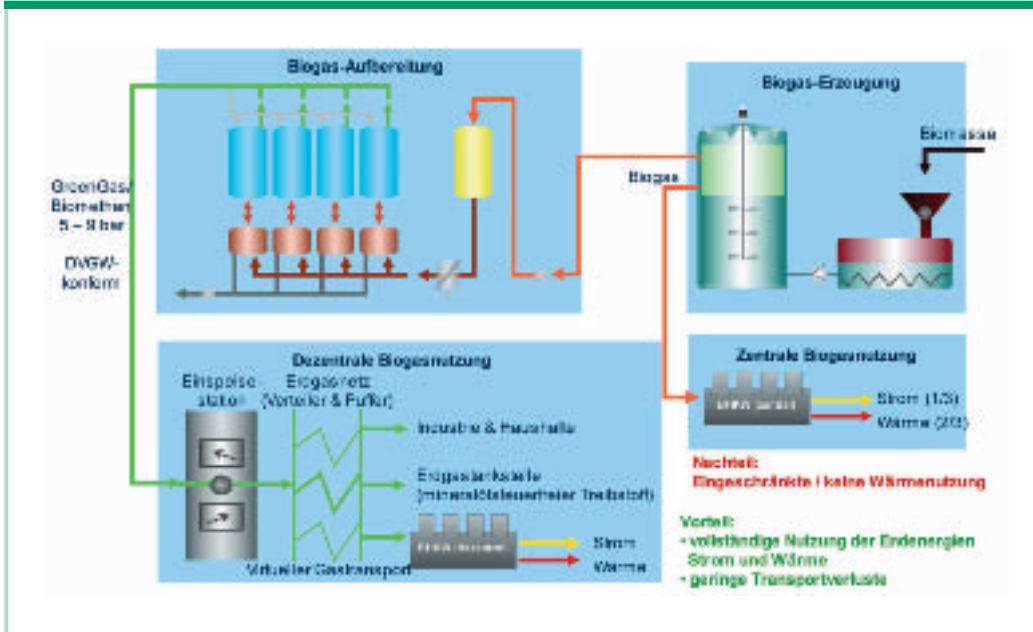 Biogas-Aufbereitung
Biogas-Erzeugung
Biomasse
Biogas
GreenGas/
Biomethan
5 – 9 bar
DVGW-
konform
Dezentrale Biogasnutzung
Einspeise-
station
Erdgasnetz
(Verteiler & Puffer)
Industrie & Haushalte
Erdgastankstelle
(mineralölsteuerfreier Treibstoff)
Strom
Wärme
Virtueller Gastransport
Zentrale Biogasnutzung
Strom (1/3)
Wärme (2/3)
Nachteil:
Eingeschränkte / keine Wärmenutzung
Vorteil:
• vollständige Nutzung der Endenergien
Strom und Wärme
• geringe Transportverluste